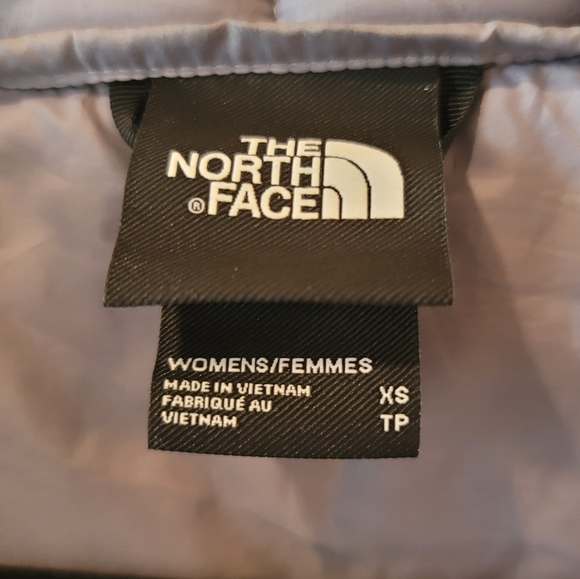 THE
NORTH
® FACE
WOMENS/FEMMES
MADE IN VIETNAM
FABRIQUÉ AU
VIETNAM
XS
TP